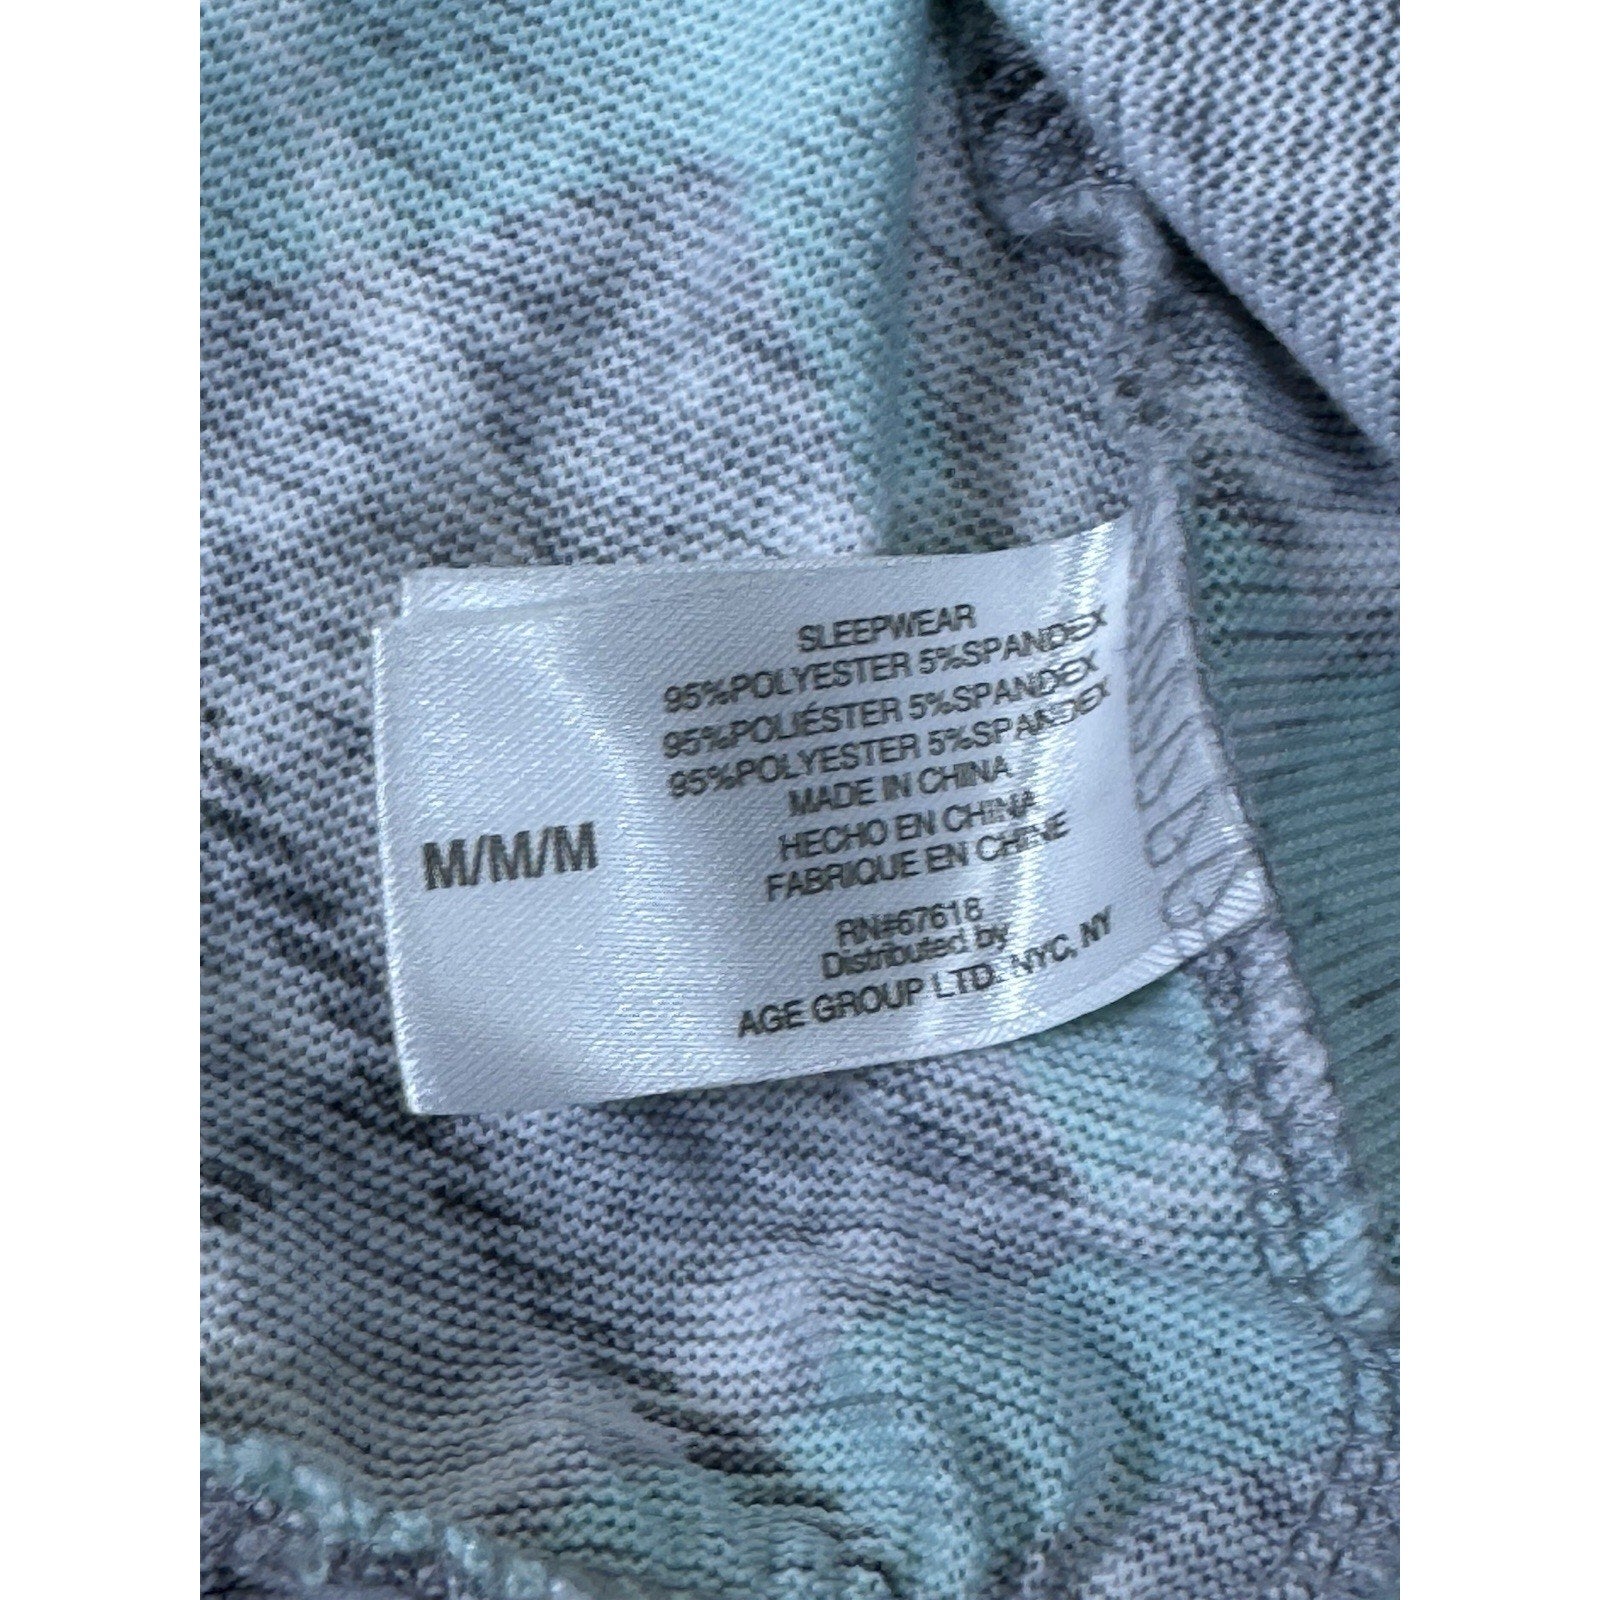 SLEEPWEAR
95%POLYESTER 5%SPANDEX
95%POLIÉSTER 5%SPANDEX
95%POLYESTER 5%SPANDEX
MADE IN CHINA
HECHO EN CHINA
FABRIQUE EN CHINE
M/M/M
RN#67618
Distributed by
AGE GROUP LTD. NYC, NY